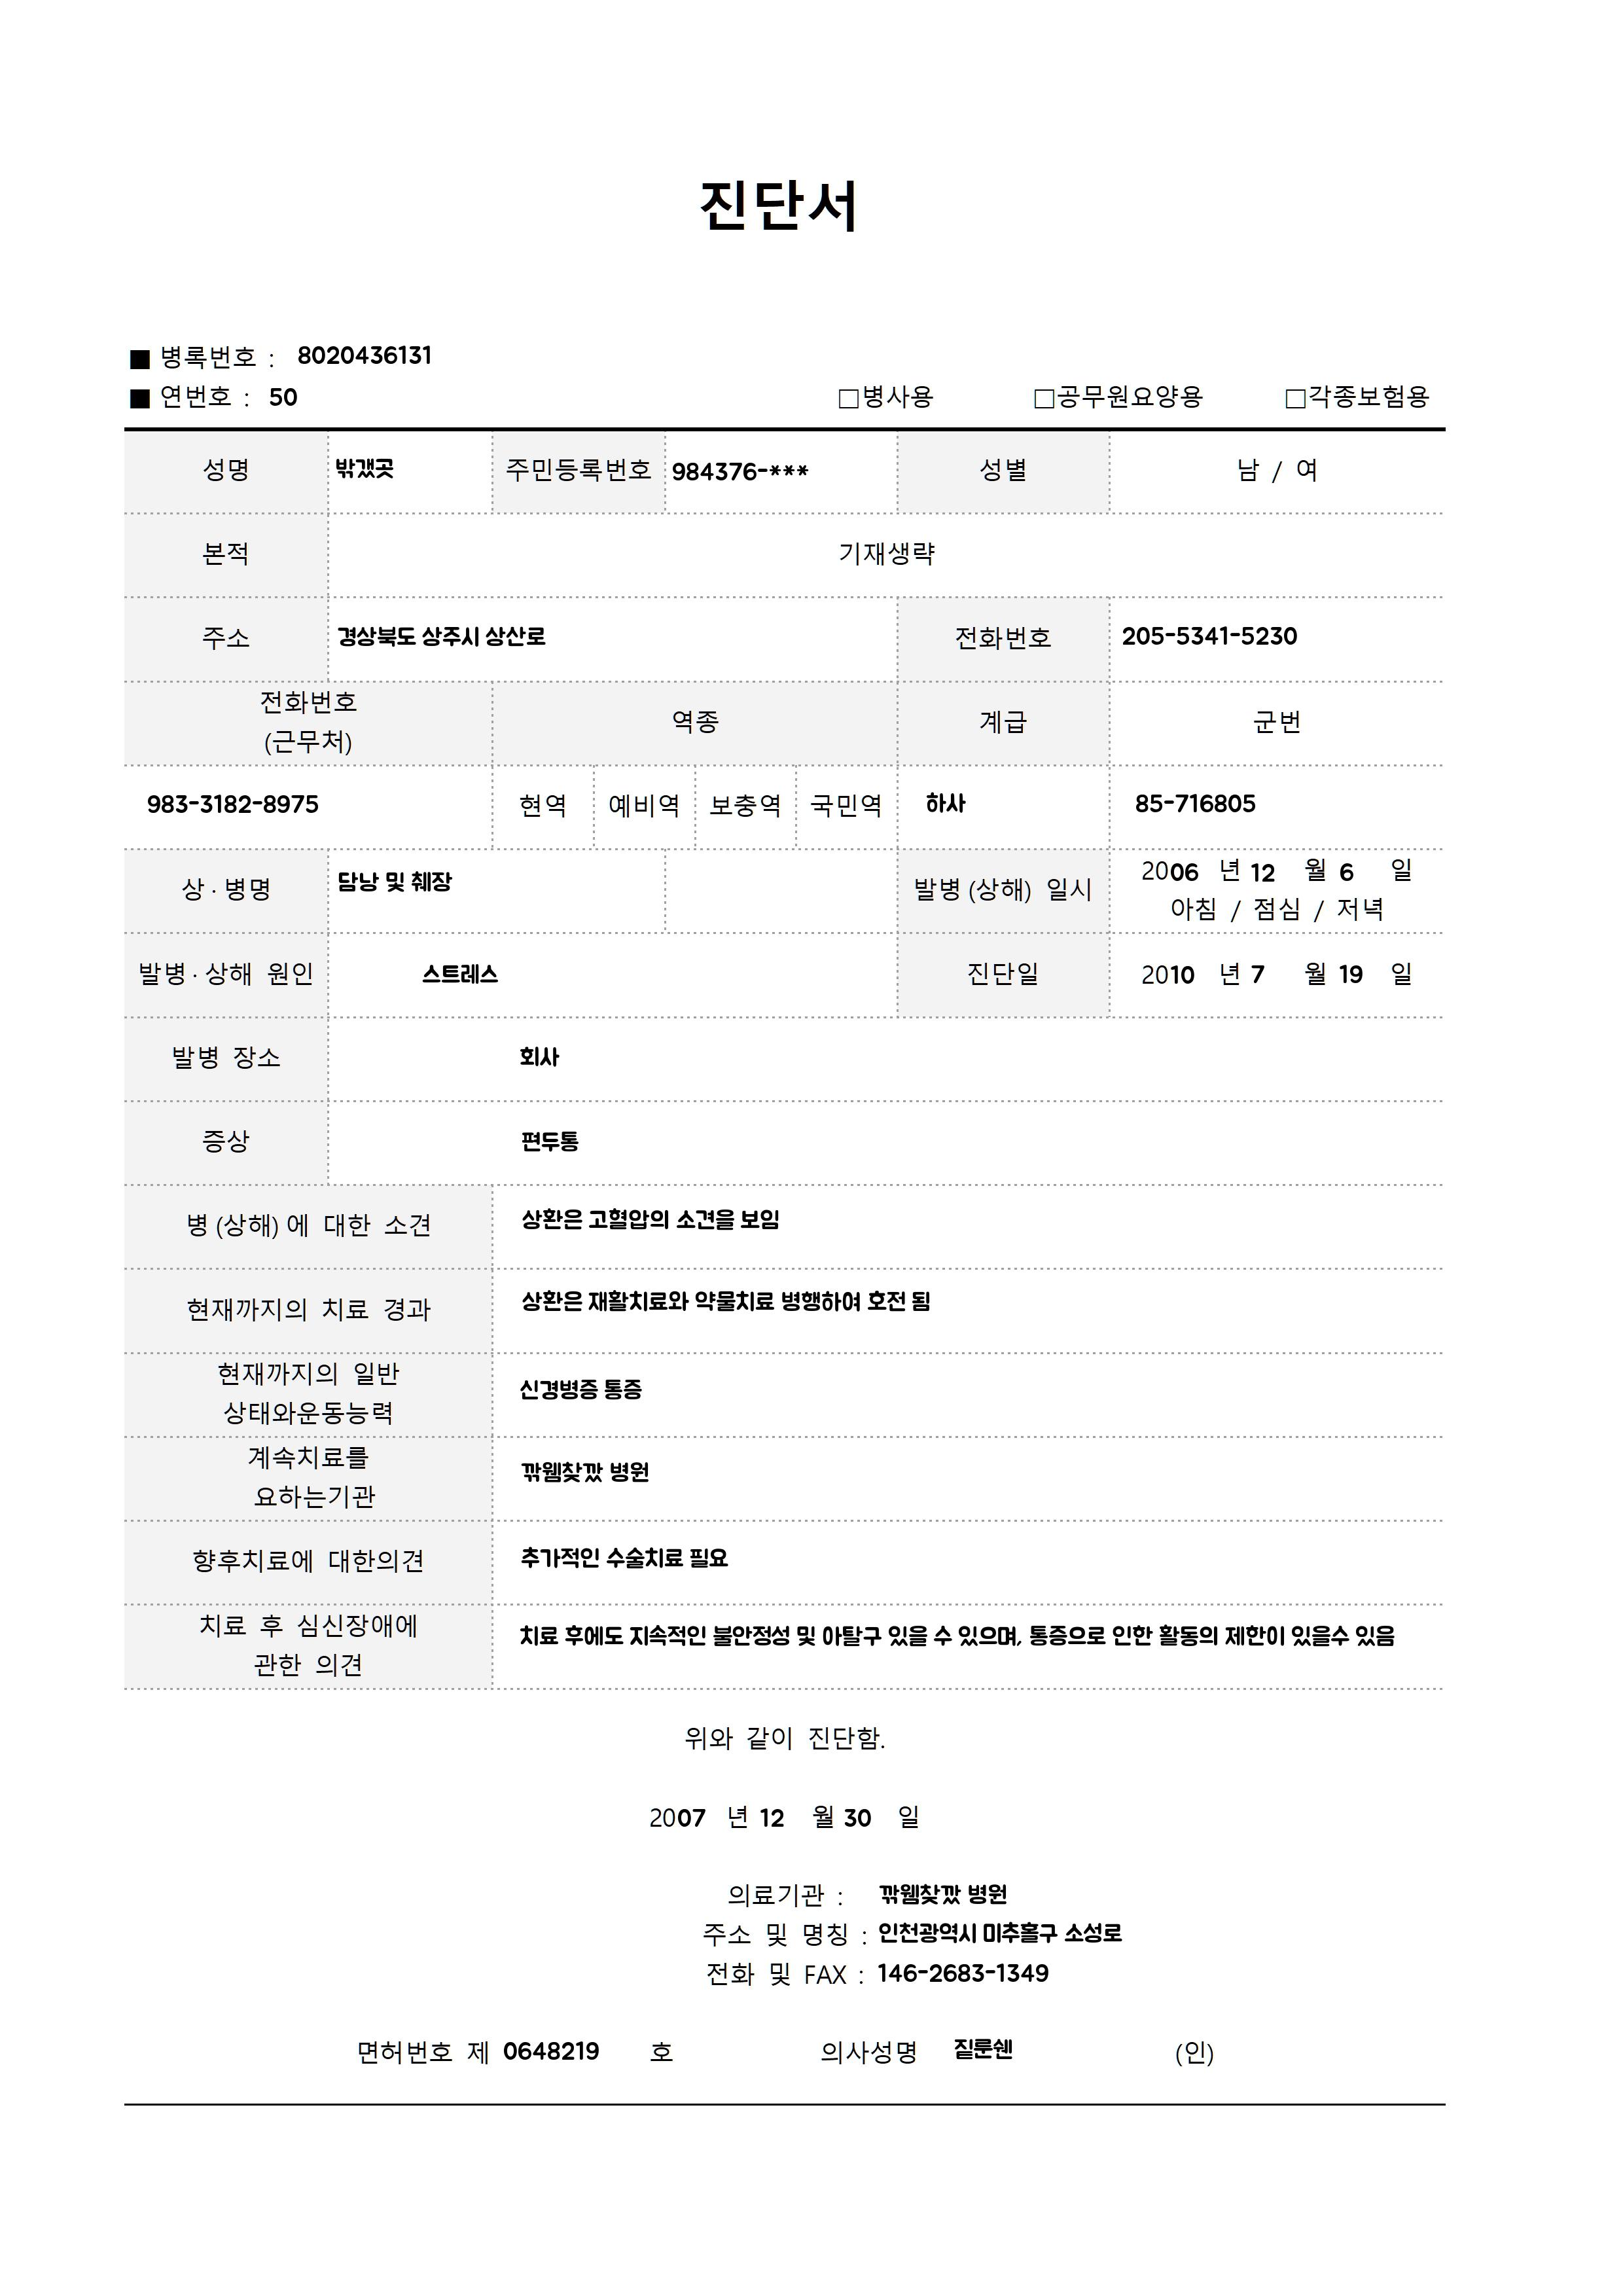 진단서
■ 병록번호 : 8020436131
■ 연번호 : 50 □병사용 □공무원요양용 □각종보험용
성명 밖갰곳 주민등록번호 984376-*** 성별 남 / 여
본적 기재생략
주소 경상북도 상주시 상산로 전화번호 205-5341-5230
전화번호
(근무처) 역종 계급 군번
983-3182-8975 현역 예비역 보충역 국민역 하사 85-716805
상 · 병명 담낭 및 췌장 발병 (상해) 일시 2006 년 12 월 6 일
아침 / 점심 / 저녁
발병 · 상해 원인 스트레스 진단일 2010 년 7 월 19 일
발병 장소 회사
증상 편두통
병 (상해) 에 대한 소견 상환은 고혈압의 소견을 보임
현재까지의 치료 경과 상환은 재활치료와 약물치료 병행하여 호전 됨
현재까지의 일반
상태와운동능력 신경병증 통증
계속치료를
요하는기관 깎웸찾깠 병원
향후치료에 대한의견 추가적인 수술치료 필요
치료 후 심신장애에
관한 의견 치료 후에도 지속적인 불안정성 및 아탈구 있을 수 있으며, 통증으로 인한 활동의 제한이 있을수 있음
위와 같이 진단함.
2007 년 12 월 30 일
의료기관 : 깎웸찾깠 병원
주소 및 명칭 : 인천광역시 미추홀구 소성로
전화 및 FAX : 146-2683-1349
면허번호 제 0648219 호 의사성명 짙룬쉔 (인)